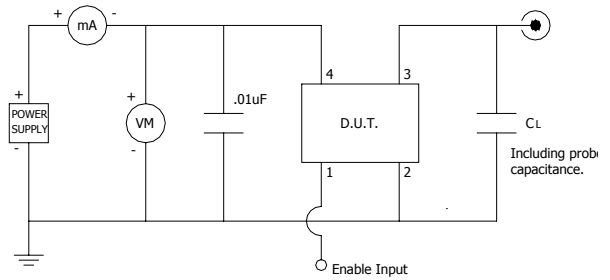 mA
+ -
4 3
+
.01uF
+
POWER
SUPPLY
VM
D.U.T.
CL
-
-
Including probe
capacitance.
1 2
Enable Input